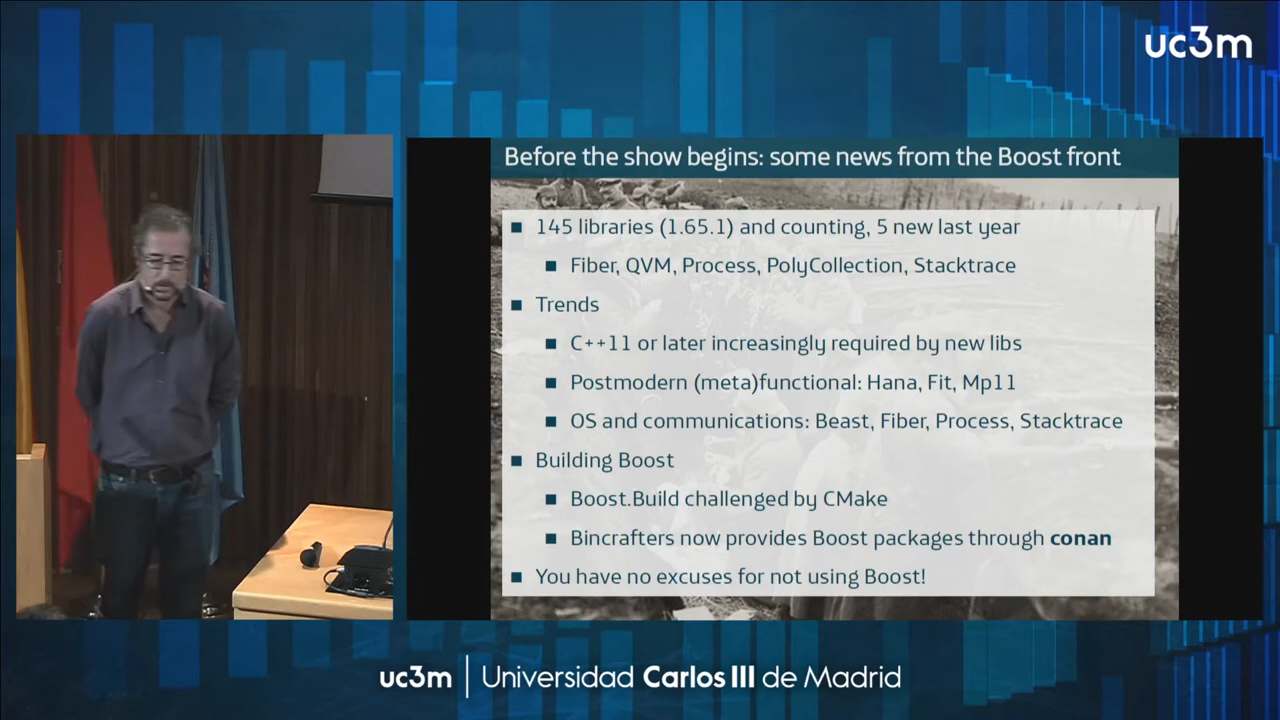 uc3m
Before the show begins: some news from the Boost front
145 libraries (1.65.1) and counting, 5 new last year
Fiber, QVM, Process, PolyCollection, Stacktrace
Trends
C++11 or later increasingly required by new libs
Postmodern (meta)functional: Hana, Fit, Mp11
OS and communications: Beast, Fiber, Process, Stacktrace
Building Boost
Boost.Build challenged by CMake
Bincrafters now provides Boost packages through conan
You have no excuses for not using Boost!
uc3m | Universidad Carlos III de Madrid